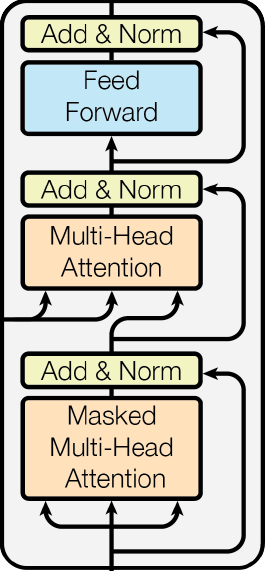 Add & Norm
Feed
Forward
Add & Norm
Multi-Head
Attention
Add & Norm
Masked
Multi-Head
Attention